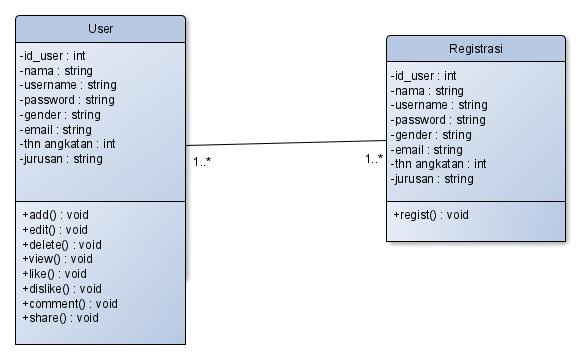 User
-id_user : int
-nama : string
-username : string
-password : string
-gender : string
-email : string
-thn angkatan : int
-jurusan : string
+add() : void
+edit() : void
+delete() : void
+view() : void
+like() : void
+dislike() : void
+comment() : void
+share() : void
1..*
1..*
Registrasi
-id_user : int
-nama : string
-username : string
-password : string
-gender : string
-email : string
-thn angkatan : int
-jurusan : string
+regist() : void